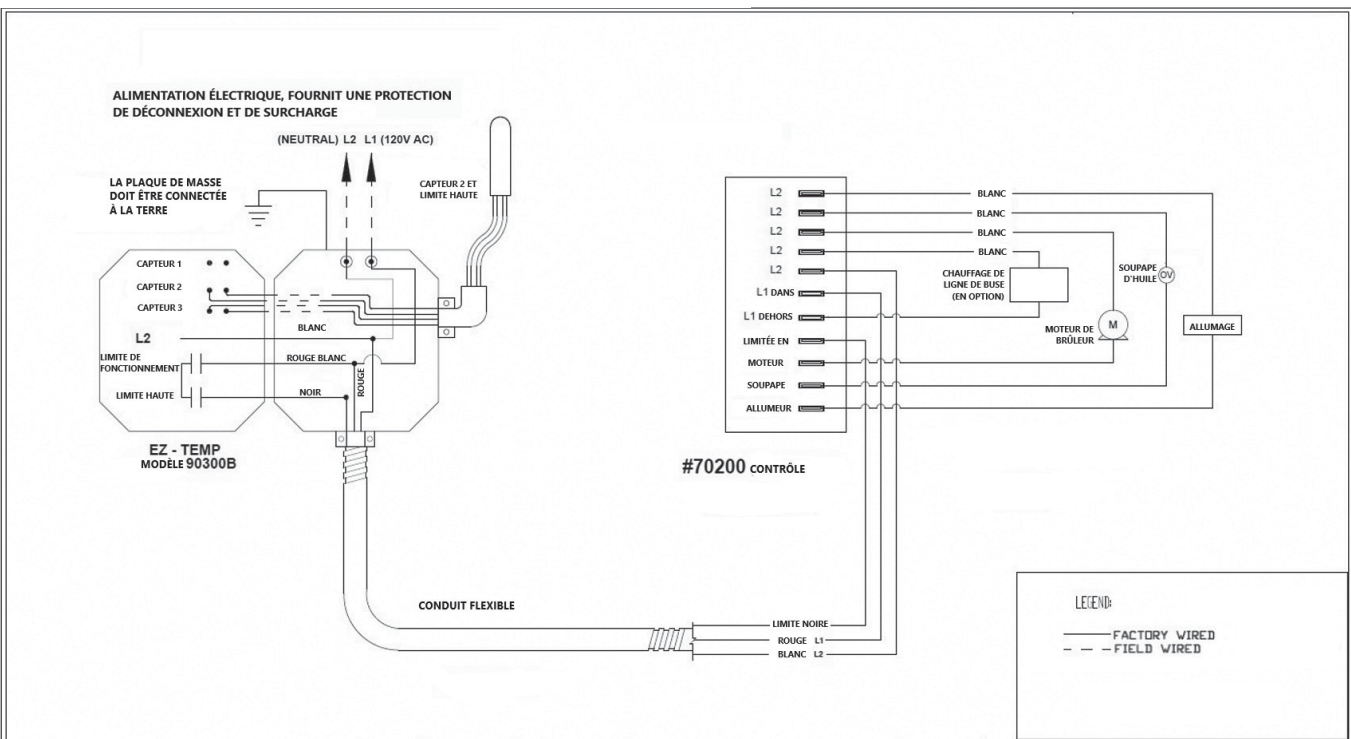 ALIMENTATION ÉLECTRIQUE, FOURNIT UNE PROTECTION
DE DÉCONNEXION ET DE SURCHARGE
(NEUTRAL) L2 L1 (120V AC)
LA PLAQUE DE MASSE
DOIT ÊTRE CONNECTÉE
À LA TERRE
CAPTEUR 2 ET
LIMITE HAUTE
CAPTEUR 1
CAPTEUR 2
CAPTEUR 3
L2
BLANC
LIMITE DE
FONCTIONNEMENT
ROUGE BLANC
ROUGE
LIMITE HAUTE
NOIR
EZ - TEMP
MODÈLE 90300B
CONDUIT FLEXIBLE
LIMITE NOIRE
ROUGE L1
BLANC L2
L2
L2
L2
L2
L2
L1 DANS
L1 DEHORS
LIMITÉE EN
MOTEUR
SOUPAPE
ALLUMEUR
#70200 CONTRÔLE
BLANC
BLANC
BLANC
BLANC
CHAUFFAGE DE
LIGNE DE BUSE
(EN OPTION)
MOTEUR DE
BRÛLEUR
M
SOUPAPE
D'HUILE
OV
ALLUMAGE
LEGEND:
FACTORY WIRED
FIELD WIRED